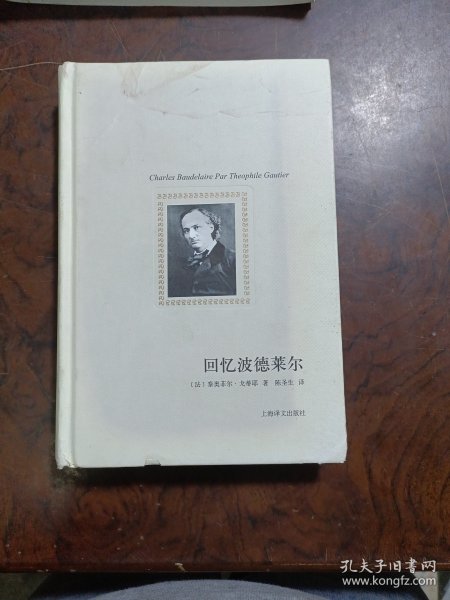 Charles Baudelaire Par Theophile Gautier
回忆波德莱尔
〔法〕泰奥菲尔·戈蒂耶 著 陈圣生 译
上海译文出版社
孔夫子旧书网
www.kongfz.com